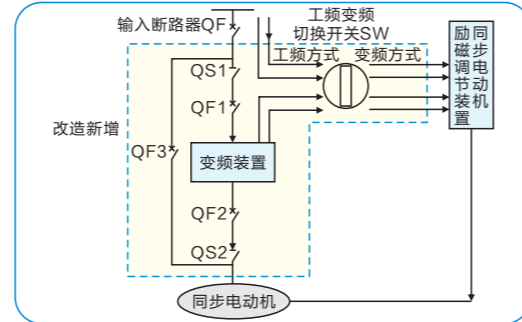 输入断路器QF
工频变频
切换开关SW
工频方式
变频方式
QS1
QF1
改造新增
QF3
变频装置
QF2
QS2
同步电动机
同步电动机
励磁调节装置